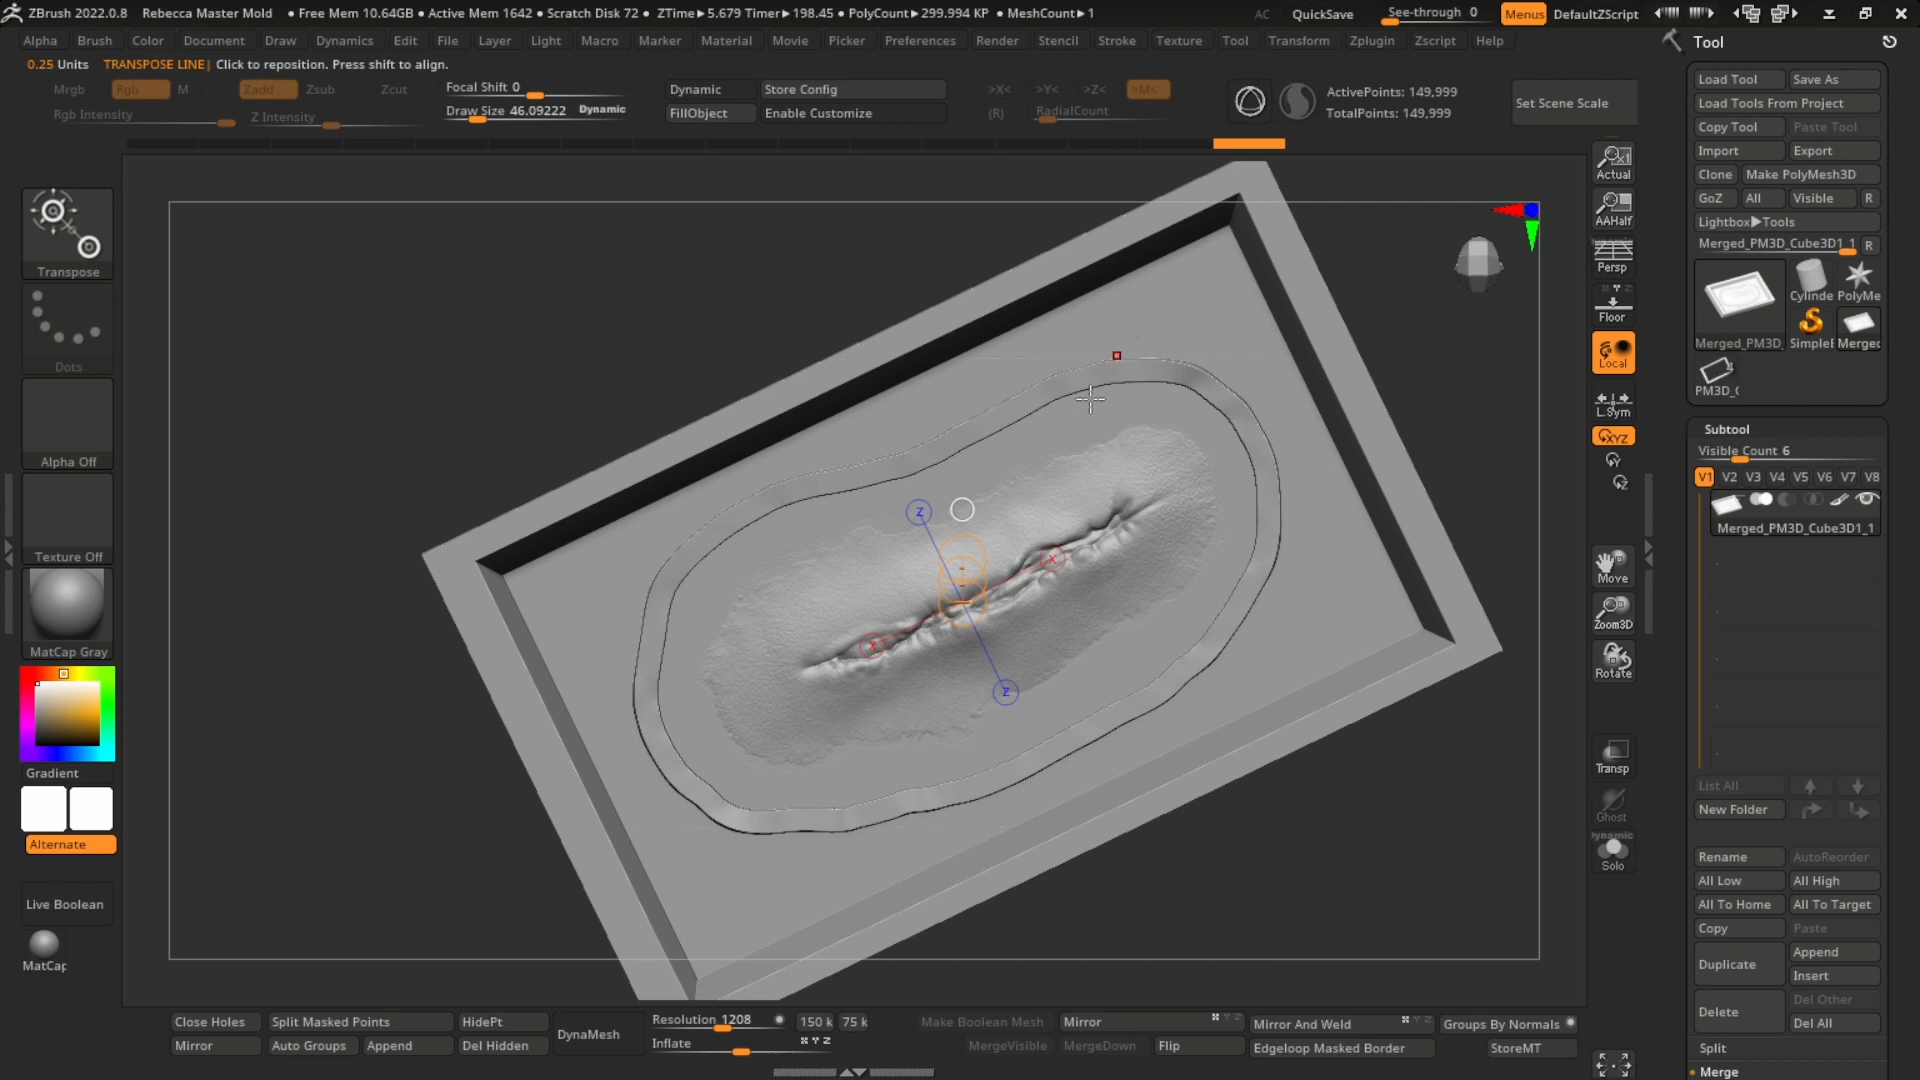 ZBrush 2022.0.8 Rebecca Master Mold • Free Mem 10.64GB • Active Mem 1642 • Scratch Disk 72 • ZTime▶5.679 Timer▶198.45 • PolyCount▶299.994 KP • MeshCount▶1 AC QuickSave See-through 0 Menus DefaultZScript
Alpha Brush Color Document Draw Dynamics Edit File Layer Light Macro Marker Material Movie Picker Preferences Render Stencil Stroke Texture Tool Transform Zplugin Zscript Help
0.25 Units TRANSPOSE LINE| Click to reposition. Press shift to align.
Mrgb Rgb M Zadd Zsub Zcut Focal Shift 0 Dynamic Store Config >X< >Y< >Z< >M< ActivePoints: 149,999 Set Scene Scale
Rgb Intensity Z Intensity Draw Size 46.09222 Dynamic FillObject Enable Customize (R) RadialCount TotalPoints: 149,999
Transpose
Dots
Alpha Off
Texture Off
MatCap Gray
Gradient
Alternate
Live Boolean
MatCap
Z
X
X
Z
Actual
AAHalf
Dynamic
Persp
X Y Z
Floor
Local
L.Sym
XYZ
Y
Z
Move
Zoom3D
Rotate
Transp
Ghost
Dynamic
Solo
Tool
Load Tool Save As
Load Tools From Project
Copy Tool Paste Tool
Import Export
Clone Make PolyMesh3D
GoZ All Visible R
Lightbox▶Tools
Merged_PM3D_Cube3D1_1 R
Cylinde PolyMe
Merged_PM3D_ SimpleB Merged
4
PM3D_C
Subtool
Visible Count 6
V1 V2 V3 V4 V5 V6 V7 V8
Merged_PM3D_Cube3D1_1
List All
New Folder
Rename AutoReorder
All Low All High
All To Home All To Target
Copy Paste
Duplicate Append
Insert
Delete Del Other
Del All
Split
• Merge
Close Holes Split Masked Points HidePt DynaMesh Resolution 1208 150 k 75 k Make Boolean Mesh Mirror X Y Z Mirror And Weld X Y Z Groups By Normals
Mirror Auto Groups Append Del Hidden Inflate X Y Z MergeVisible MergeDown Flip Edgeloop Masked Border StoreMT